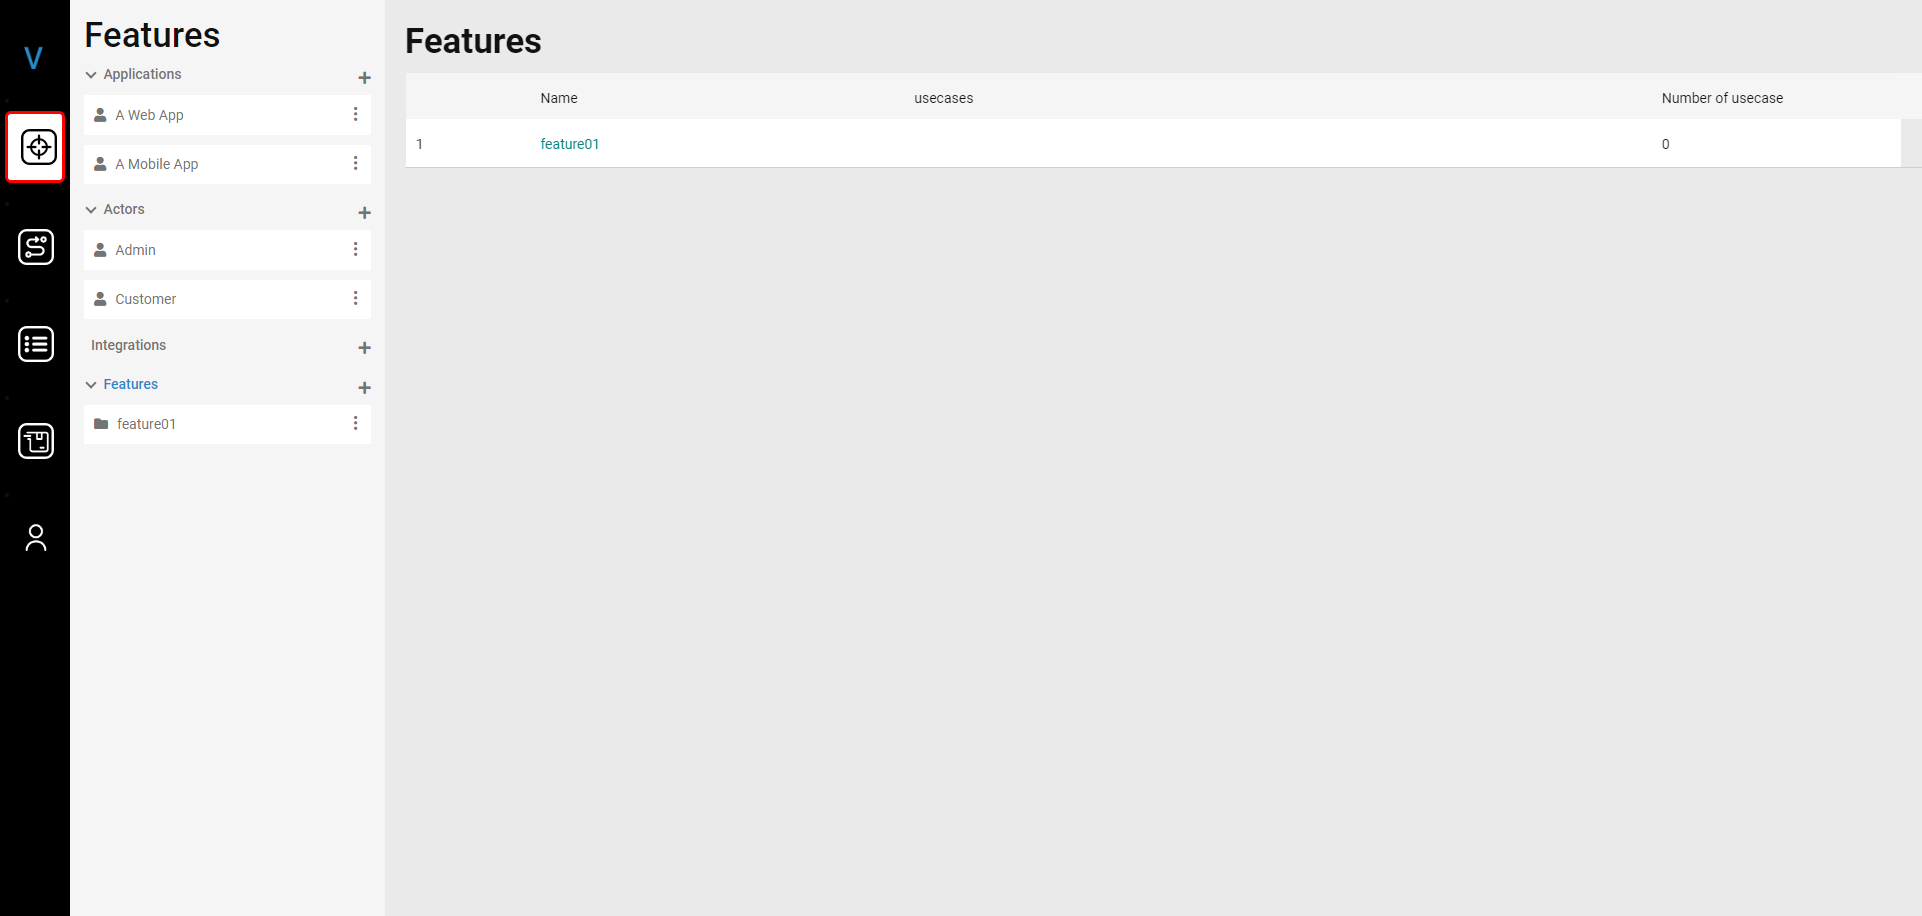 V
Features
Applications
A Web App
A Mobile App
Actors
Admin
Customer
Integrations
Features
feature01
Features
Name usecases Number of usecase
1 feature01 0